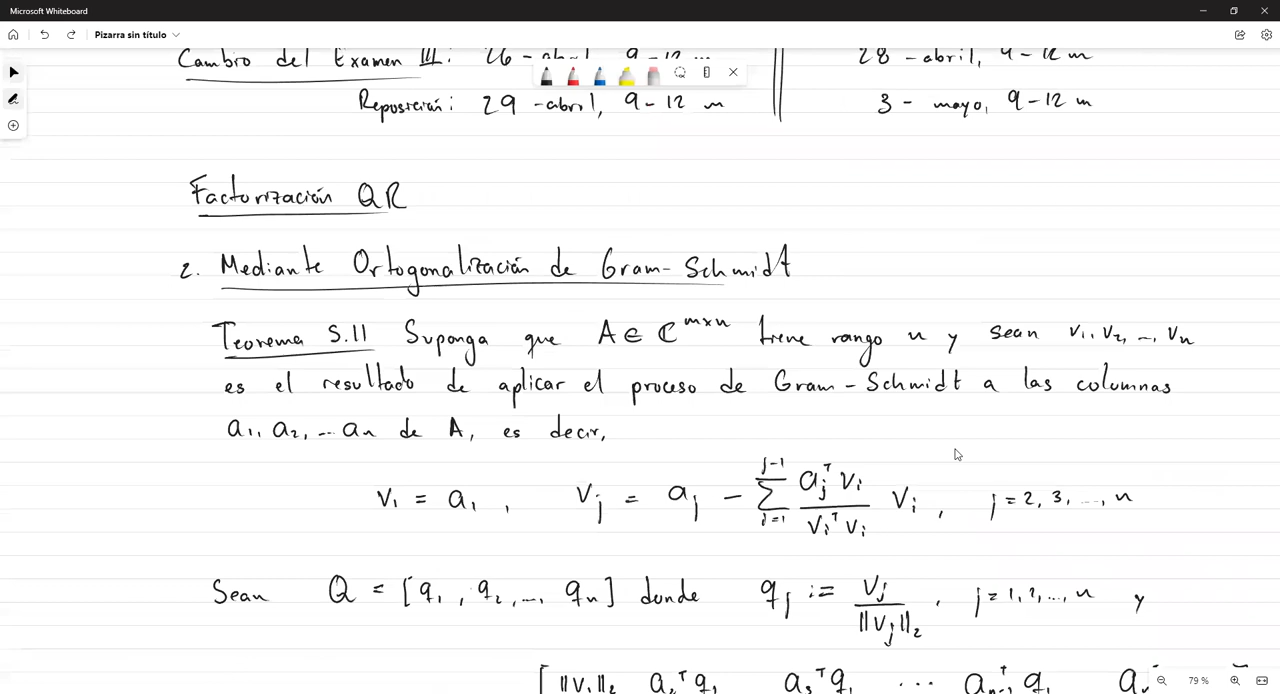 Microsoft Whiteboard
Pizarra sin título
Cambio del Examen III: 26 - abril, 9 - 12 m 28 - abril, 9 - 12 m
Reposición: 29 - abril, 9 - 12 m 3 - mayo, 9 - 12 m
Factorización QR
2. Mediante Ortogonalización de Gram - Schmidt
Teorema 5.11 Suponga que A ∈ ℂ^{m×n} tiene rango n y sean v₁, v₂, ..., vₙ
es el resultado de aplicar el proceso de Gram - Schmidt a las columnas
a₁, a₂, ... aₙ de A, es decir,
v₁ = a₁, vⱼ = aⱼ - ∑_{i=1}^{j-1} (aⱼᵀ vᵢ)/(vᵢᵀ vᵢ) vᵢ, j = 2, 3, ..., n
Sean Q = [q₁, q₂, ..., qₙ] donde qⱼ := vⱼ/||vⱼ||₂, j = 1, 2, ..., n y
[ ||v₁||₂ a₂ᵀq₁ a₃ᵀq₁ ... aₙ₋₁ᵀ q₁
79 %